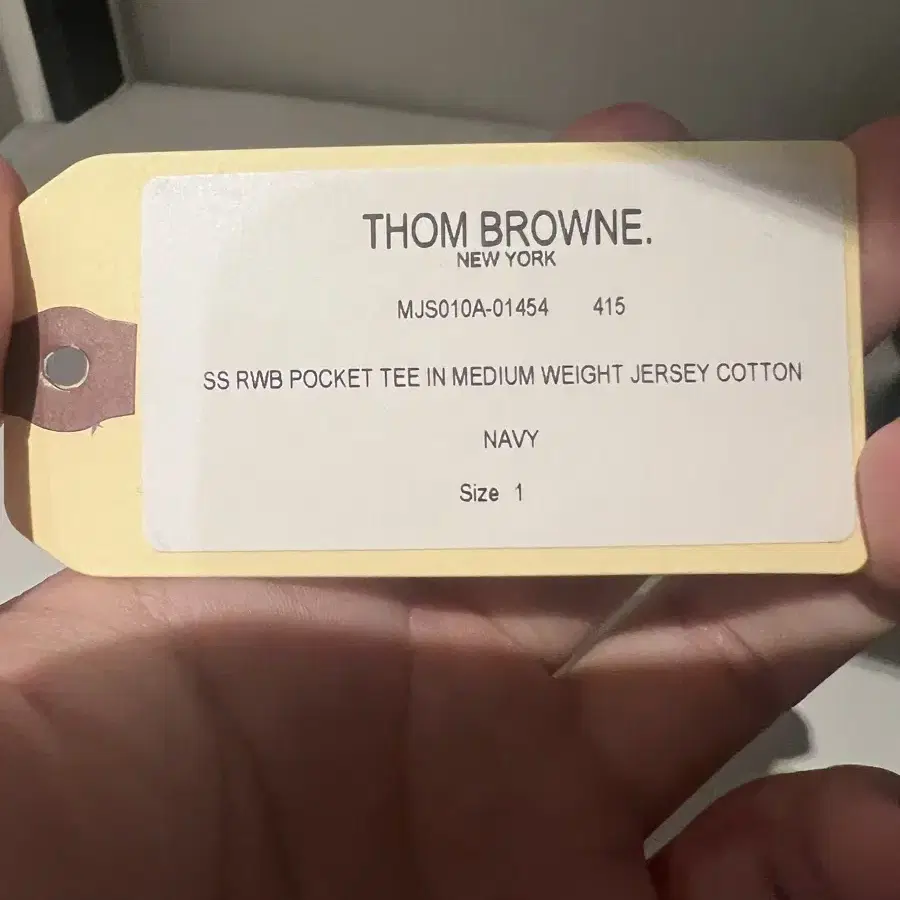 THOM BROWNE.
NEW YORK
MJS010A-01454 415
SS RWB POCKET TEE IN MEDIUM WEIGHT JERSEY COTTON
NAVY
Size 1